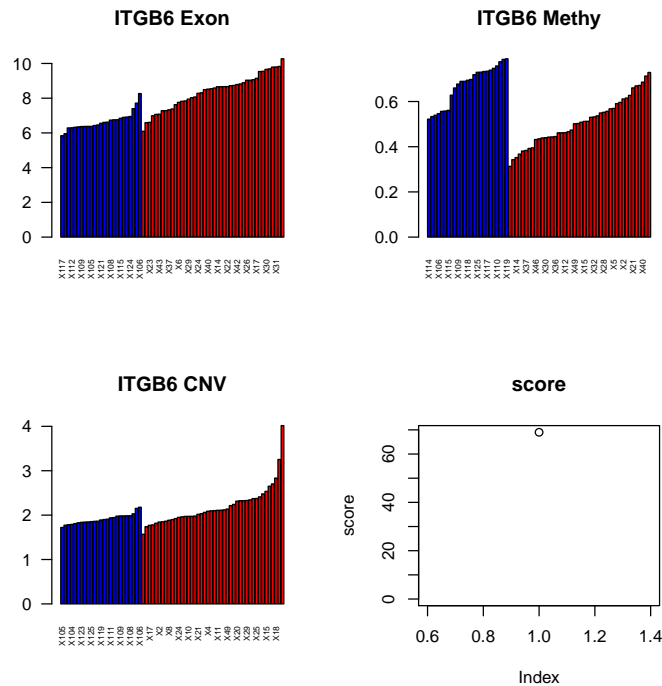 ITGB6 Exon
10
8
6
4
2
0
X117 X112 X109 X105 X121 X108 X115 X124 X106 X23 X43 X37 X6 X29 X24 X40 X14 X22 X42 X26 X17 X30 X31
ITGB6 Methy
0.6
0.4
0.2
0.0
X114 X106 X115 X109 X118 X125 X117 X110 X119 X14 X37 X46 X30 X36 X12 X49 X15 X32 X28 X5 X2 X21 X40
ITGB6 CNV
4
3
2
1
0
X105 X104 X123 X125 X119 X111 X109 X108 X106 X17 X2 X8 X24 X10 X21 X4 X11 X49 X20 X29 X25 X15 X18
score
score
60
40
20
0
0.6 0.8 1.0 1.2 1.4
Index